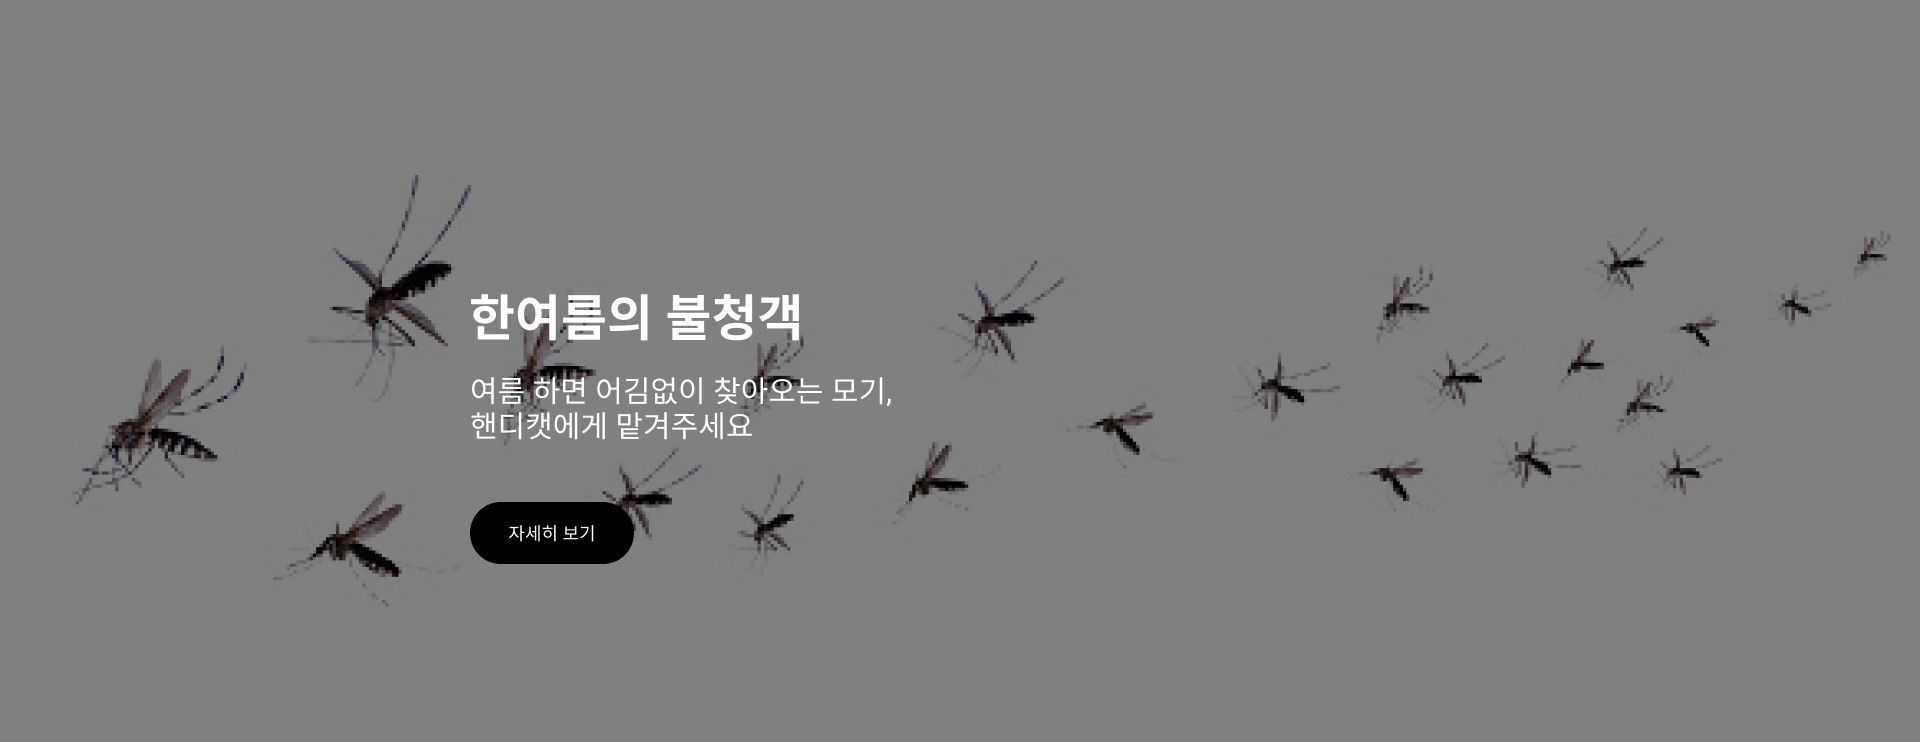 한여름의 불청객
여름 하면 어김없이 찾아오는 모기,
핸디캣에게 맡겨주세요
자세히 보기